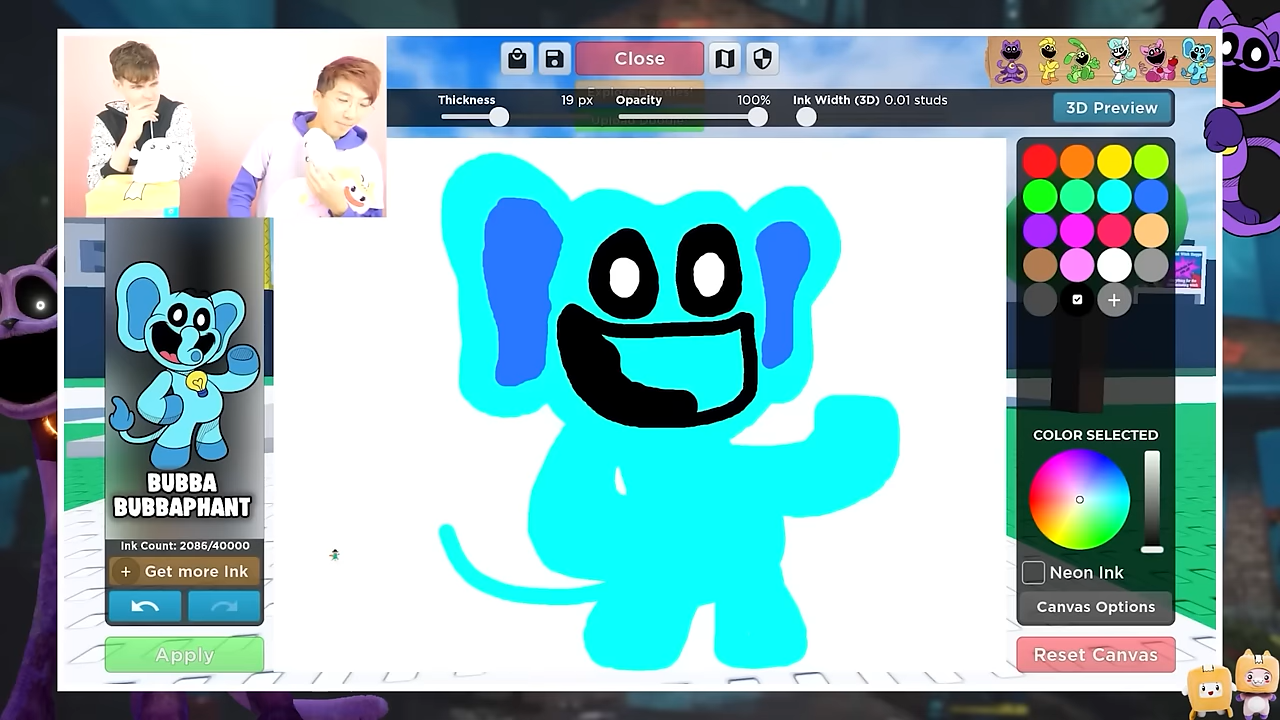 Close
Thickness 19 px Opacity 100% Ink Width (3D) 0.01 studs
3D Preview
BUBBA
BUBBAPHANT
Ink Count: 2086/40000
+ Get more Ink
Apply
COLOR SELECTED
Neon Ink
Canvas Options
Reset Canvas